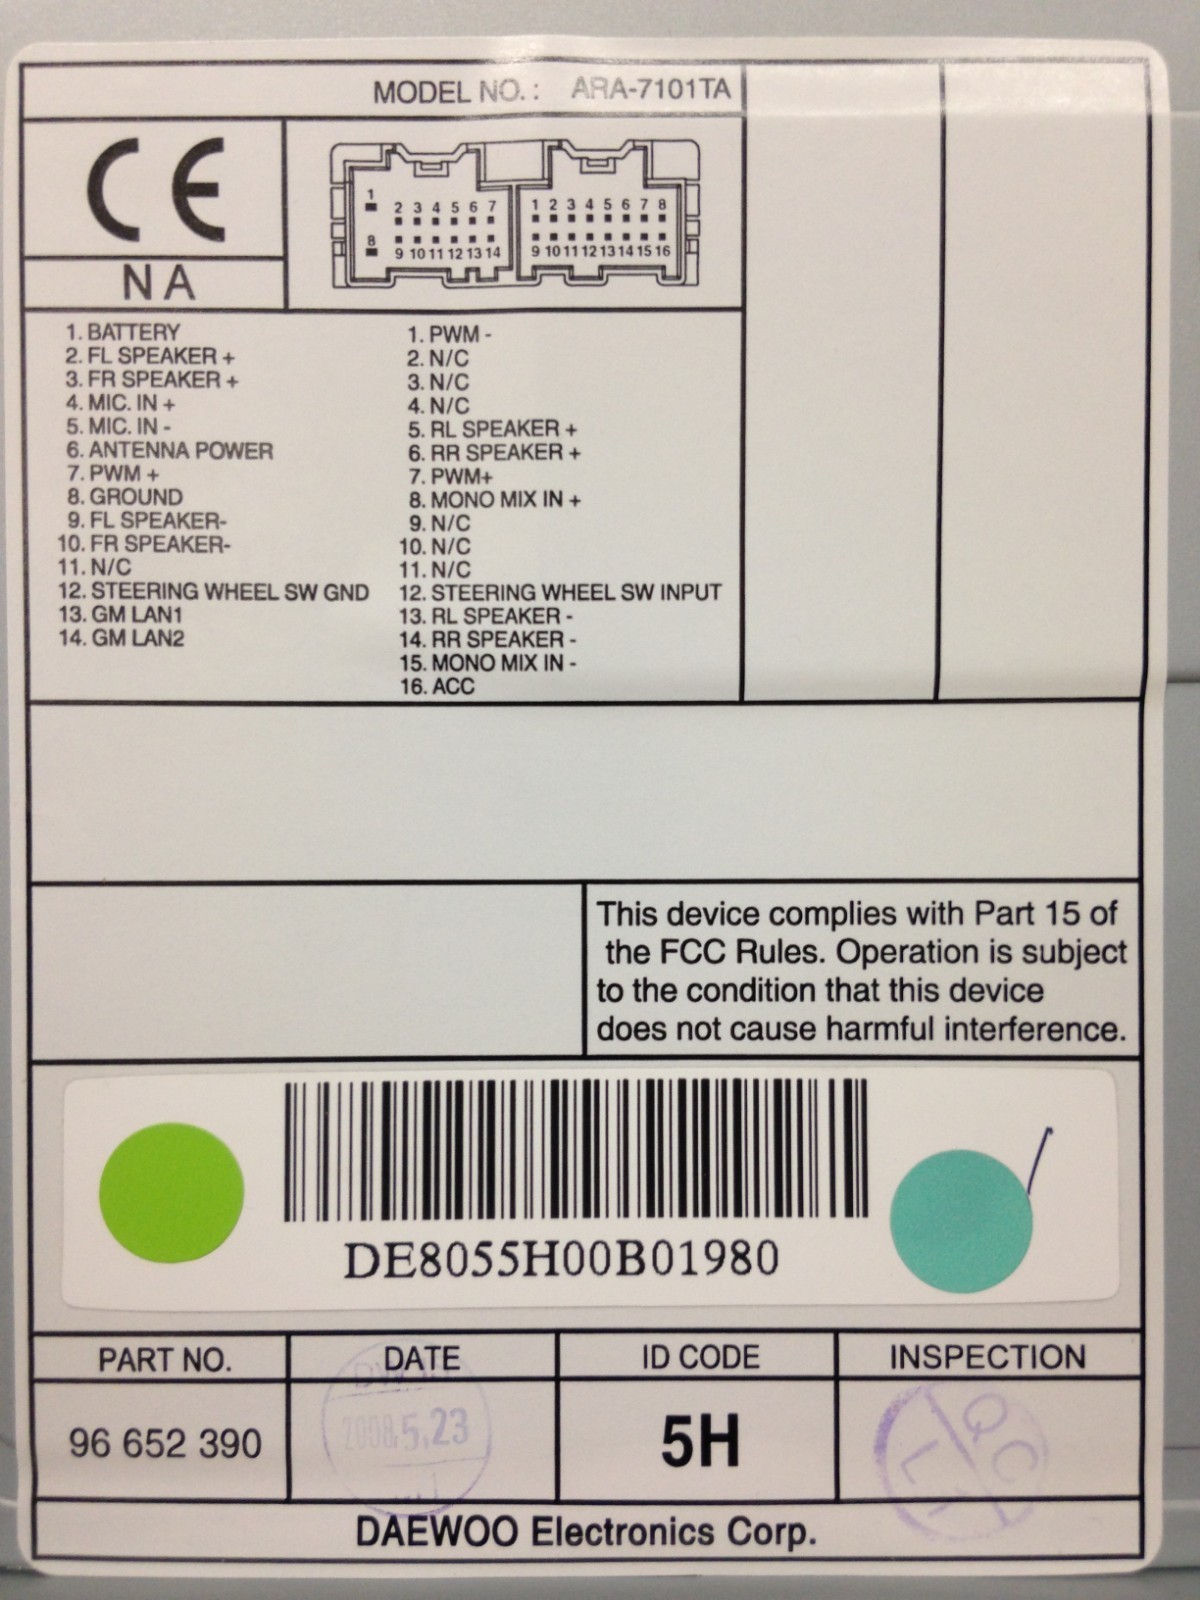 MODEL NO. : ARA-7101TA
CE
NA
1
2 3 4 5 6 7
8
9 10 11 12 13 14
1 2 3 4 5 6 7 8
9 10 11 12 13 14 15 16
1. BATTERY
2. FL SPEAKER +
3. FR SPEAKER +
4. MIC. IN +
5. MIC. IN -
6. ANTENNA POWER
7. PWM +
8. GROUND
9. FL SPEAKER-
10. FR SPEAKER-
11. N/C
12. STEERING WHEEL SW GND
13. GM LAN1
14. GM LAN2
1. PWM -
2. N/C
3. N/C
4. N/C
5. RL SPEAKER +
6. RR SPEAKER +
7. PWM+
8. MONO MIX IN +
9. N/C
10. N/C
11. N/C
12. STEERING WHEEL SW INPUT
13. RL SPEAKER -
14. RR SPEAKER -
15. MONO MIX IN -
16. ACC
This device complies with Part 15 of
the FCC Rules. Operation is subject
to the condition that this device
does not cause harmful interference.
DE8055H00B01980
PART NO.
DATE
ID CODE
INSPECTION
96 652 390
2008.5.23
5H
QC
DAEWOO Electronics Corp.